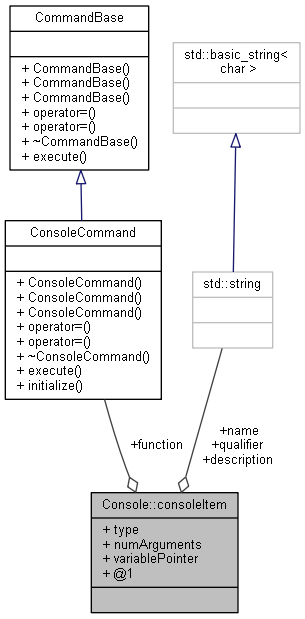 CommandBase
+ CommandBase()
+ CommandBase()
+ CommandBase()
+ operator=()
+ operator=()
+ ~CommandBase()
+ execute()
std::basic_string<
char >
ConsoleCommand
+ ConsoleCommand()
+ ConsoleCommand()
+ ConsoleCommand()
+ operator=()
+ operator=()
+ ~ConsoleCommand()
+ execute()
+ initialize()
std::string
+function
+name
+qualifier
+description
Console::consoleItem
+ type
+ numArguments
+ variablePointer
+ @1